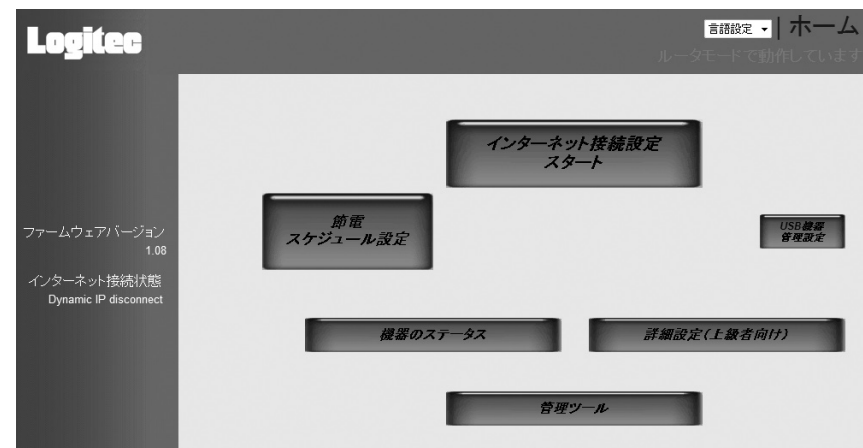 Logitec
言語設定 | ホーム
ルータモードで動作しています
インターネット接続設定
スタート
節電
スケジュール設定
USB機器
管理設定
ファームウェアバージョン
1.08
インターネット接続状態
Dynamic IP disconnect
機器のステータス
詳細設定(上級者向け)
管理ツール